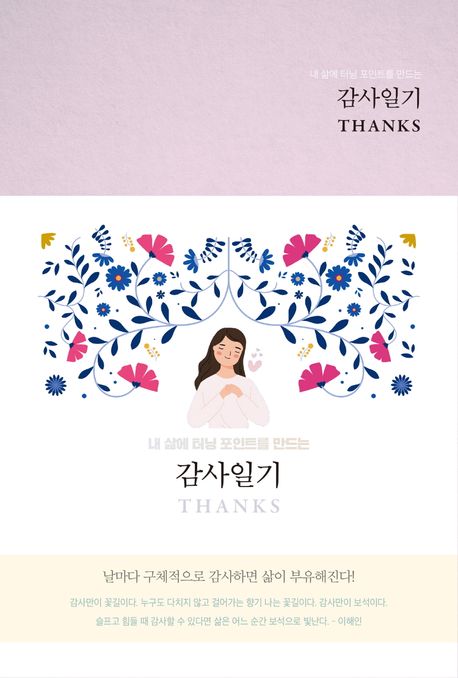 내 삶에 터닝 포인트를 만드는
감사일기
THANKS
내 삶에 터닝 포인트를 만드는
감사일기
THANKS
날마다 구체적으로 감사하면 삶이 부유해진다!
감사만이 꽃길이다. 누구도 다치지 않고 걸어가는 향기 나는 꽃길이다. 감사만이 보석이다.
슬프고 힘들 때 감사할 수 있다면 삶은 어느 순간 보석으로 빛난다. - 이해인